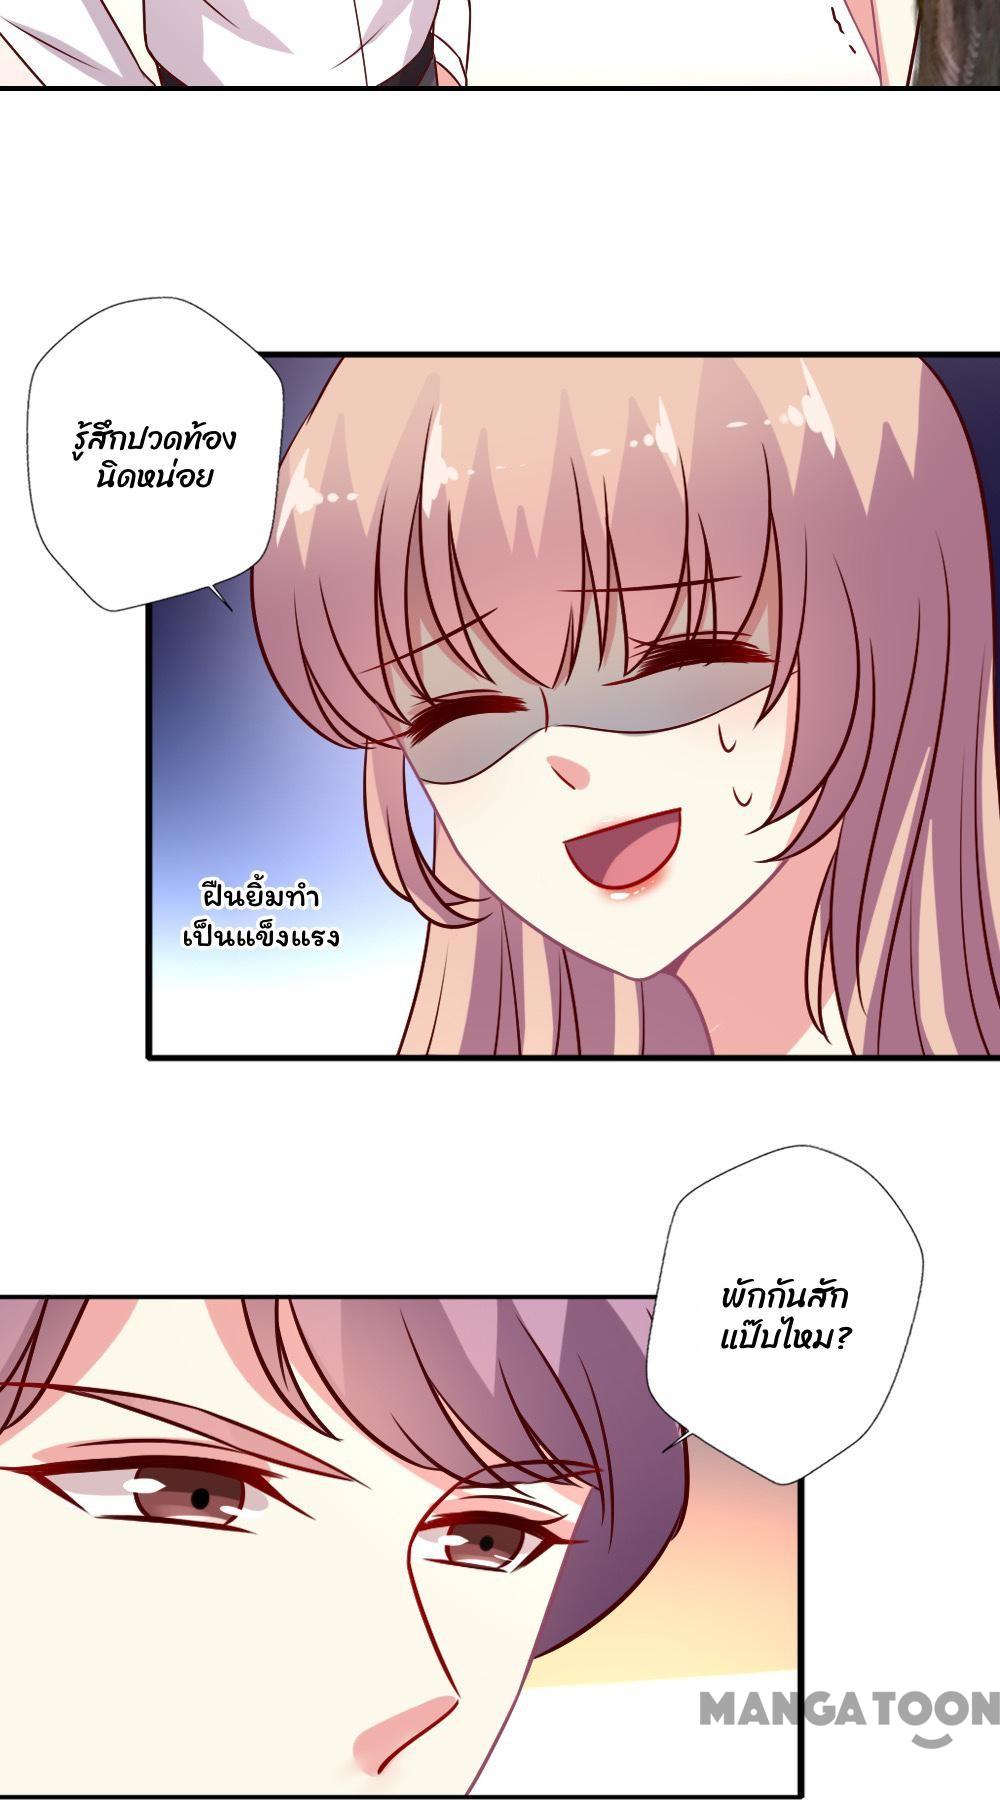 รู้สึกปวดท้อง
นิดหน่อย
ฝืนยิ้มทำ
เป็นแข็งแรง
พักกันสัก
แป๊บไหม?
MANGATOON